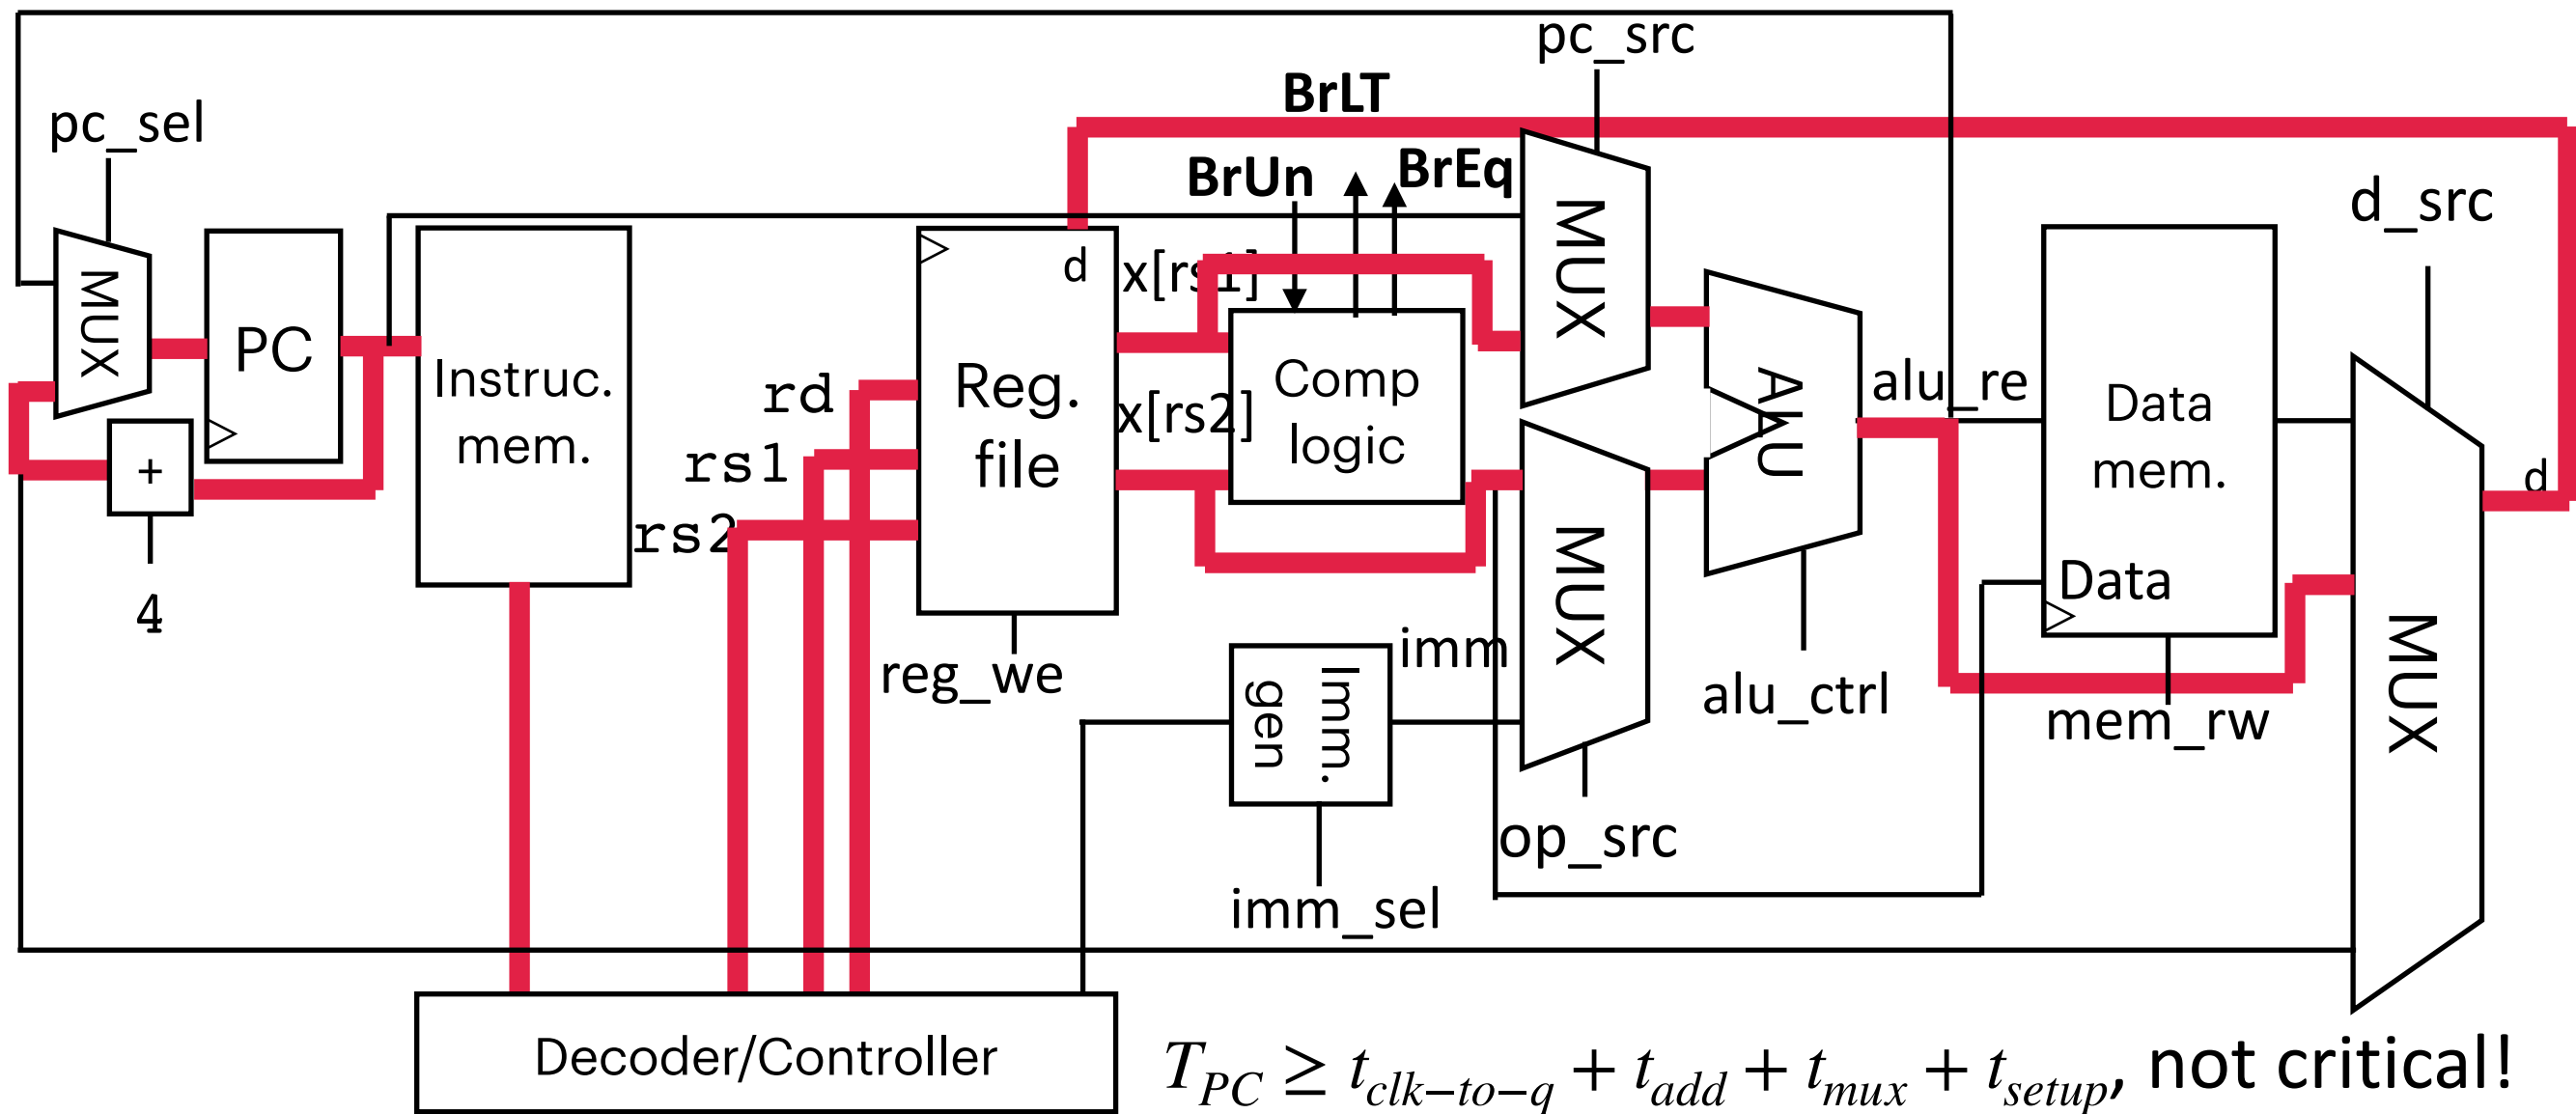 pc_src
BrLT
pc_sel
BrUn
BrEq
d_src
MUX
PC
Instruc.
mem.
+
4
rd
rs1
rs2
d
Reg.
file
reg_we
x[rs1]
x[rs2]
Comp
logic
MUX
MUX
ALU
alu_re
alu_ctrl
Data
mem.
Data
mem_rw
MUX
d
Imm.
gen
imm
imm_sel
op_src
Decoder/Controller
T_PC ≥ t_clk−to−q + t_add + t_mux + t_setup, not critical!